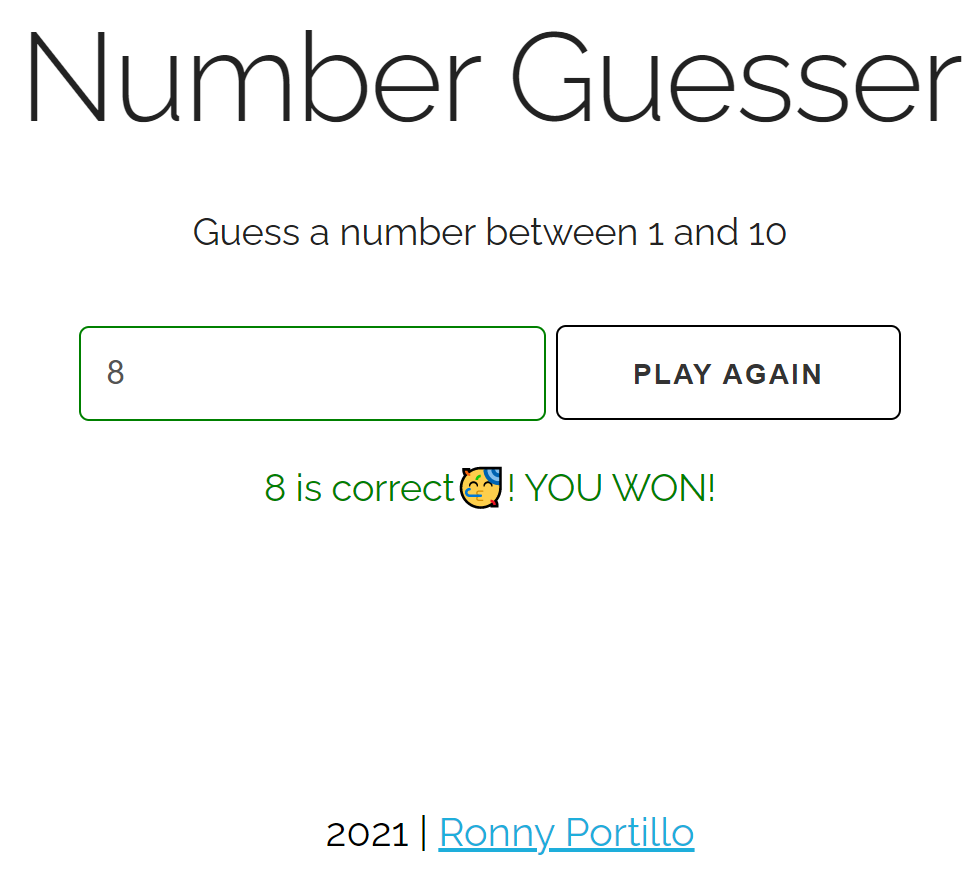 Number Guesser
Guess a number between 1 and 10
8 PLAY AGAIN
8 is correct🥳! YOU WON!
2021 | Ronny Portillo